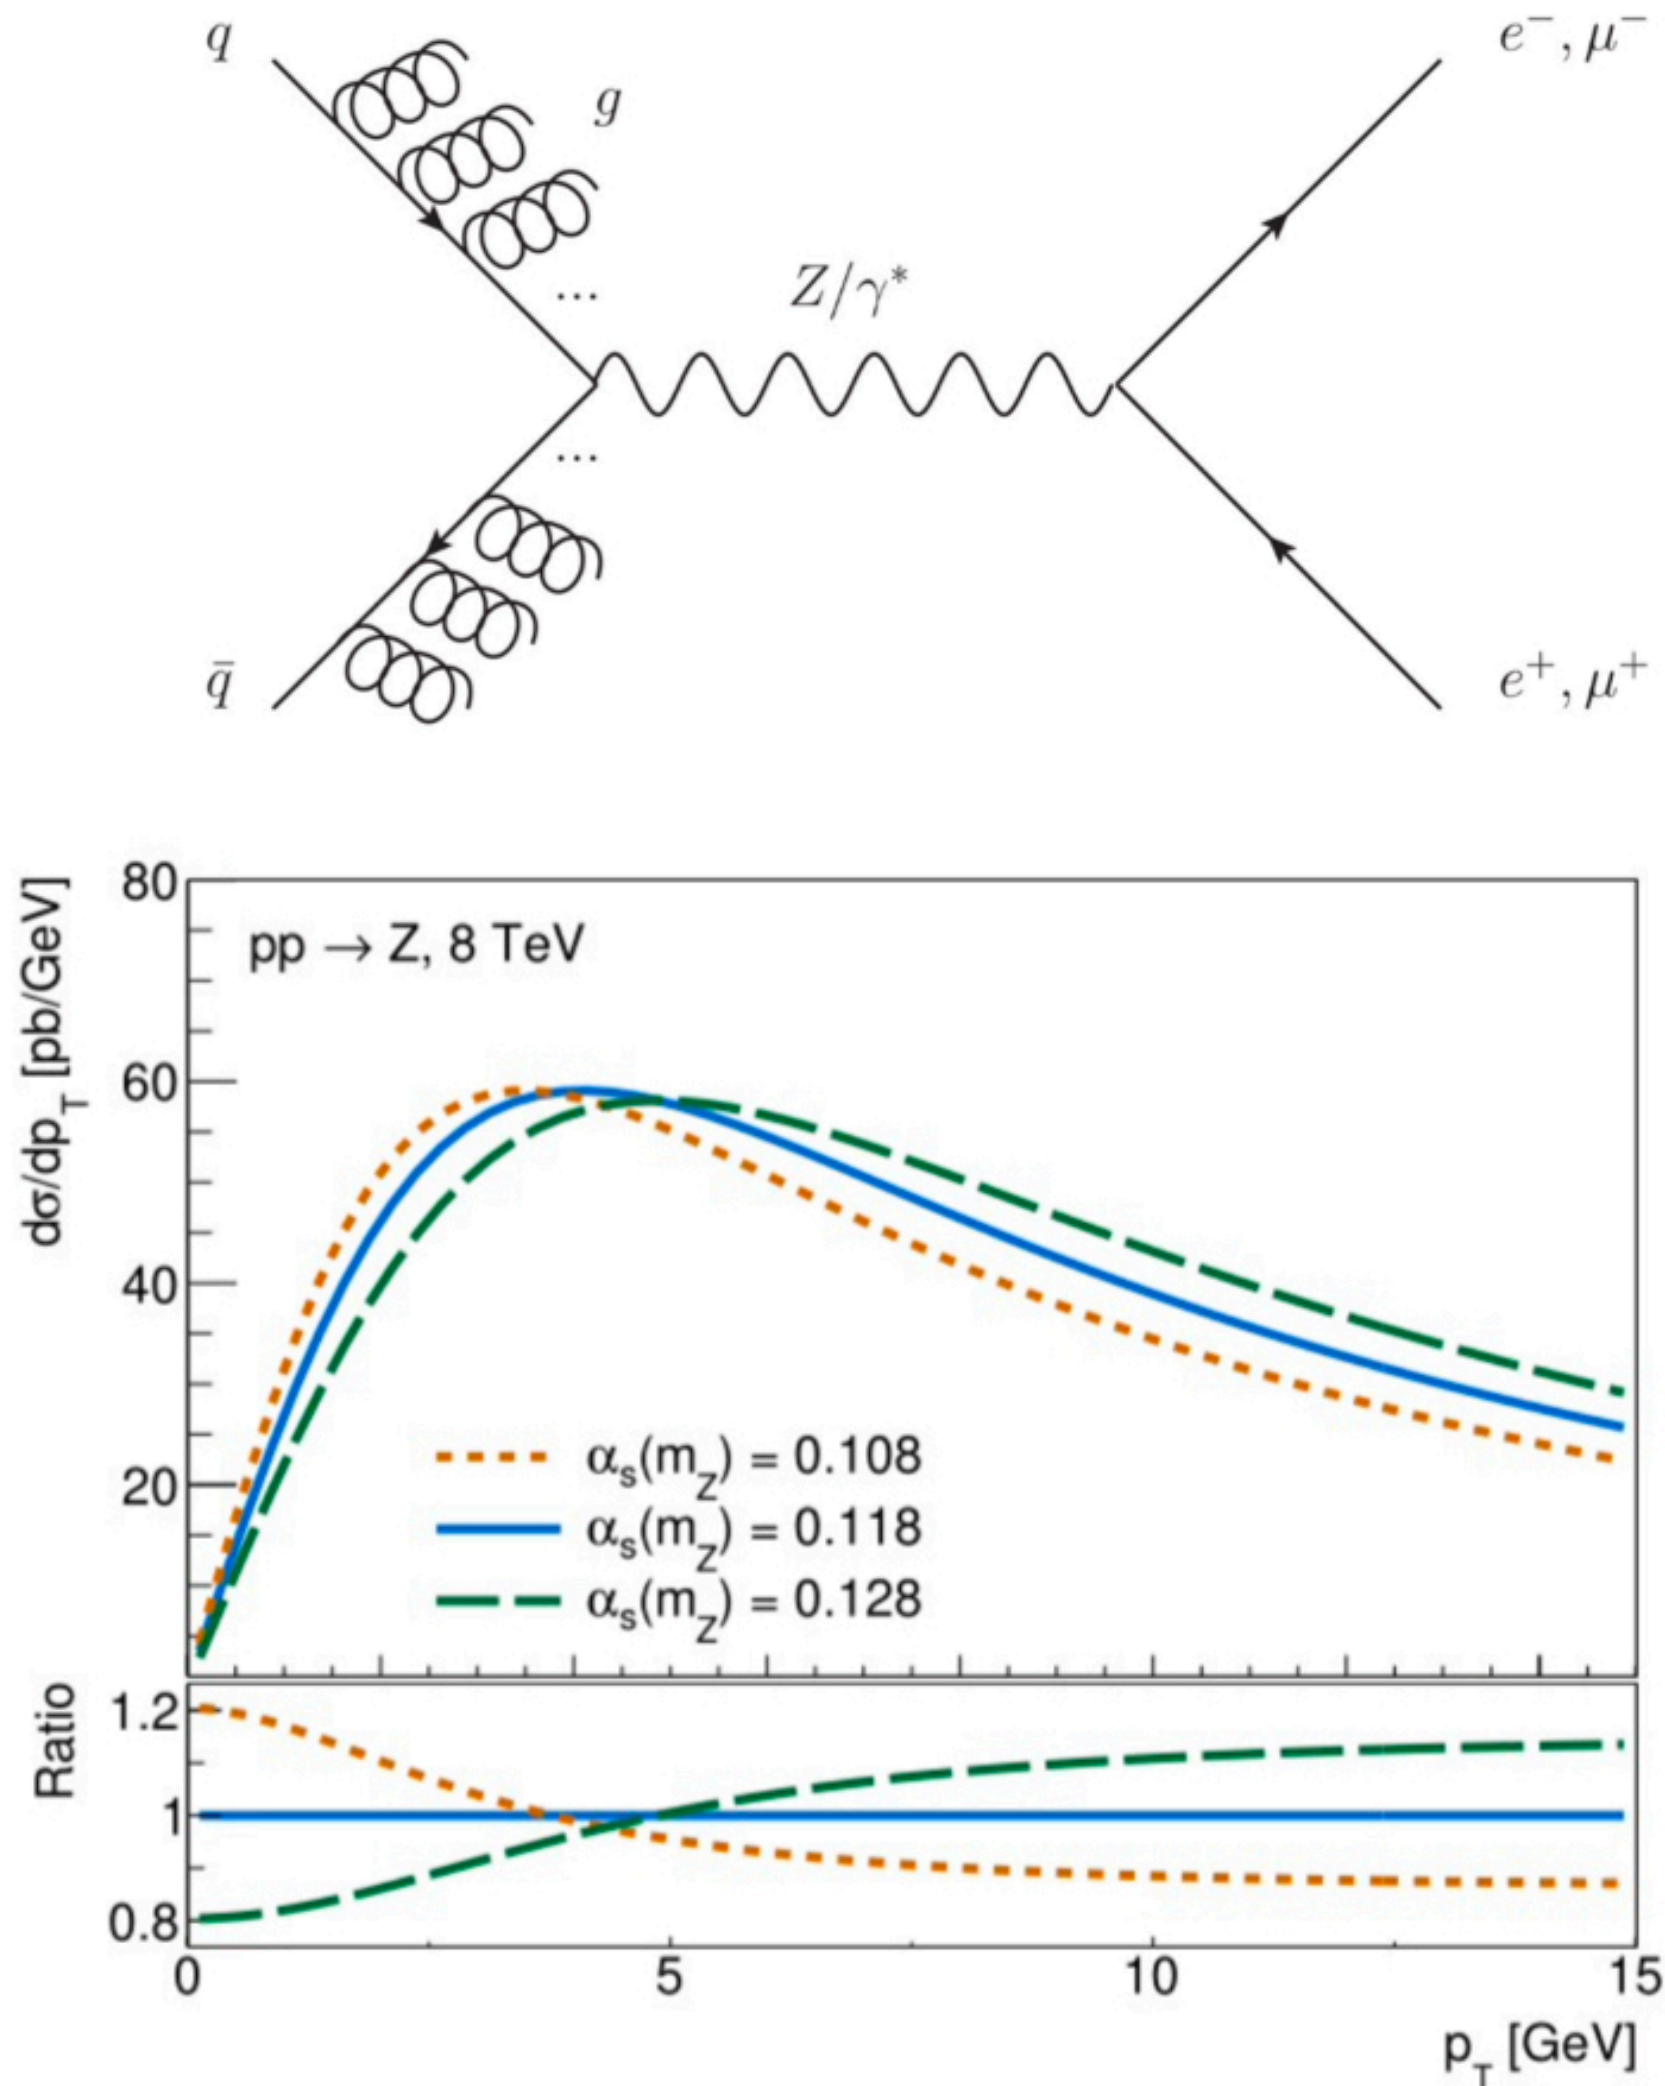 q
g
e⁻, μ⁻
...
Z/γ*
...
q̄
e⁺, μ⁺
dσ/dp_T [pb/GeV]
80
60
40
20
pp → Z, 8 TeV
α_s(m_Z) = 0.108
α_s(m_Z) = 0.118
α_s(m_Z) = 0.128
Ratio
1.2
1
0.8
0 5 10 15
p_T [GeV]